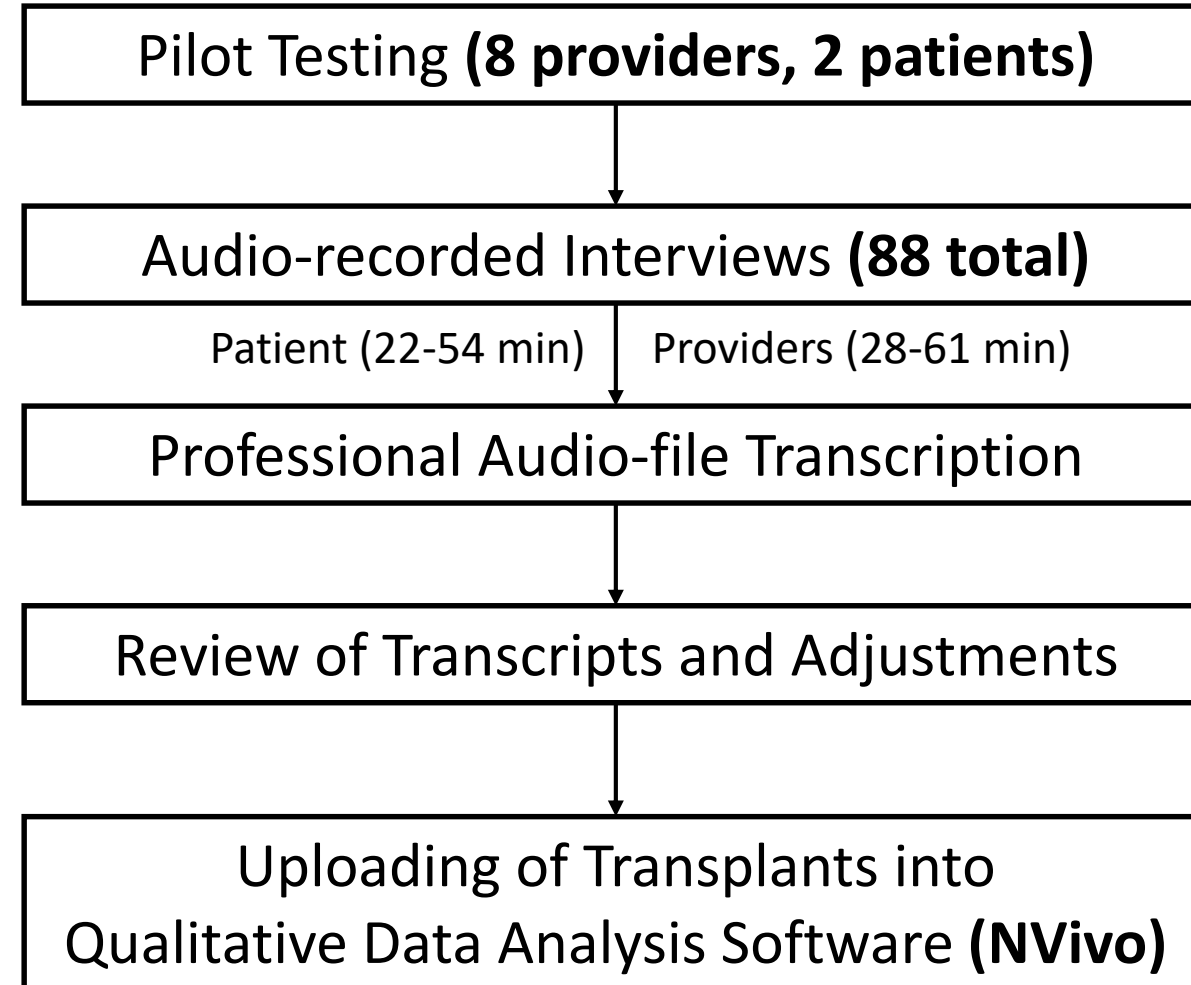 Pilot Testing (8 providers, 2 patients)
Audio-recorded Interviews (88 total)
Patient (22-54 min) Providers (28-61 min)
Professional Audio-file Transcription
Review of Transcripts and Adjustments
Uploading of Transplants into
Qualitative Data Analysis Software (NVivo)